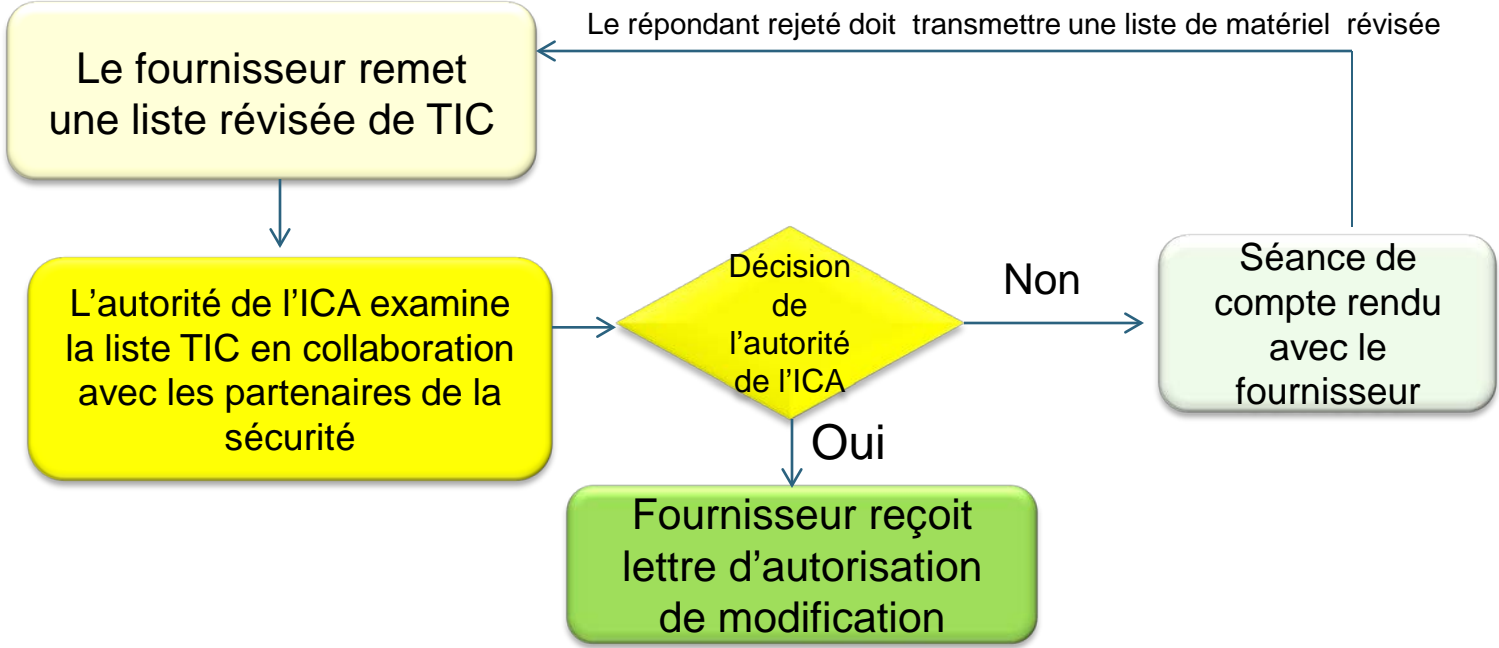 Le répondant rejeté doit transmettre une liste de matériel révisée
Le fournisseur remet
une liste révisée de TIC
L’autorité de l’ICA examine
la liste TIC en collaboration
avec les partenaires de la
sécurité
Décision
de
l’autorité
de l’ICA
Non
Séance de
compte rendu
avec le
fournisseur
Oui
Fournisseur reçoit
lettre d’autorisation
de modification